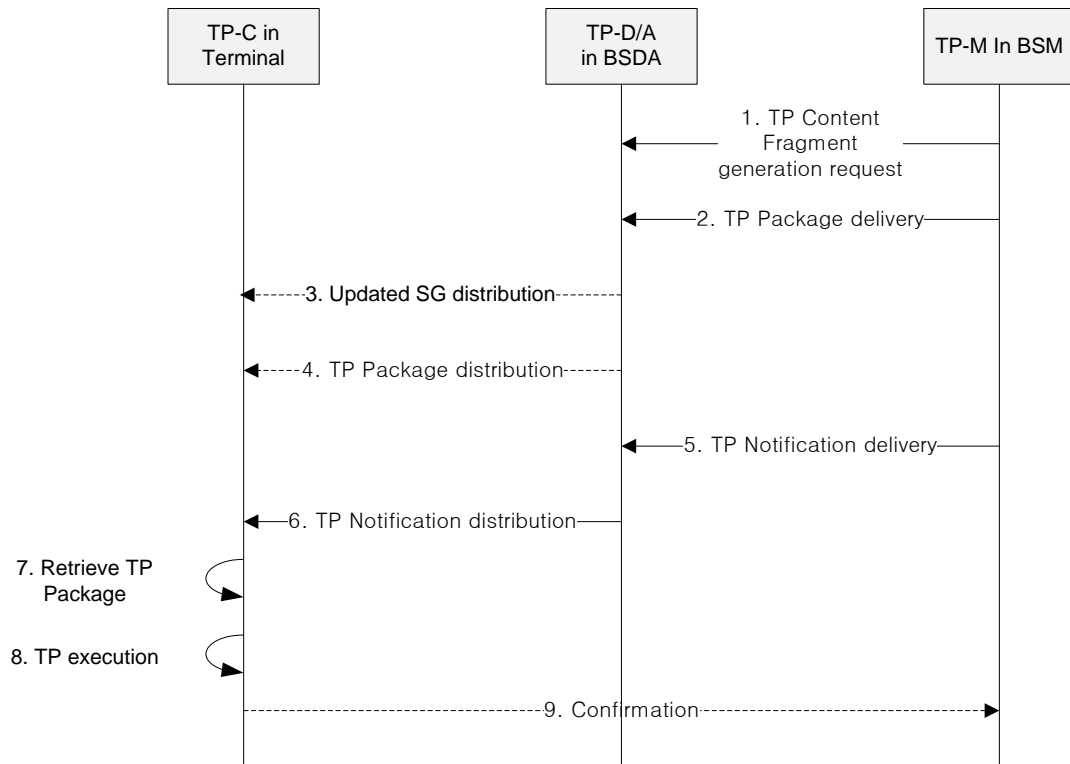 TP-C in
Terminal
TP-D/A
in BSDA
TP-M In BSM
1. TP Content
Fragment
generation request
2. TP Package delivery
3. Updated SG distribution
4. TP Package distribution
5. TP Notification delivery
6. TP Notification distribution
7. Retrieve TP
Package
8. TP execution
9. Confirmation